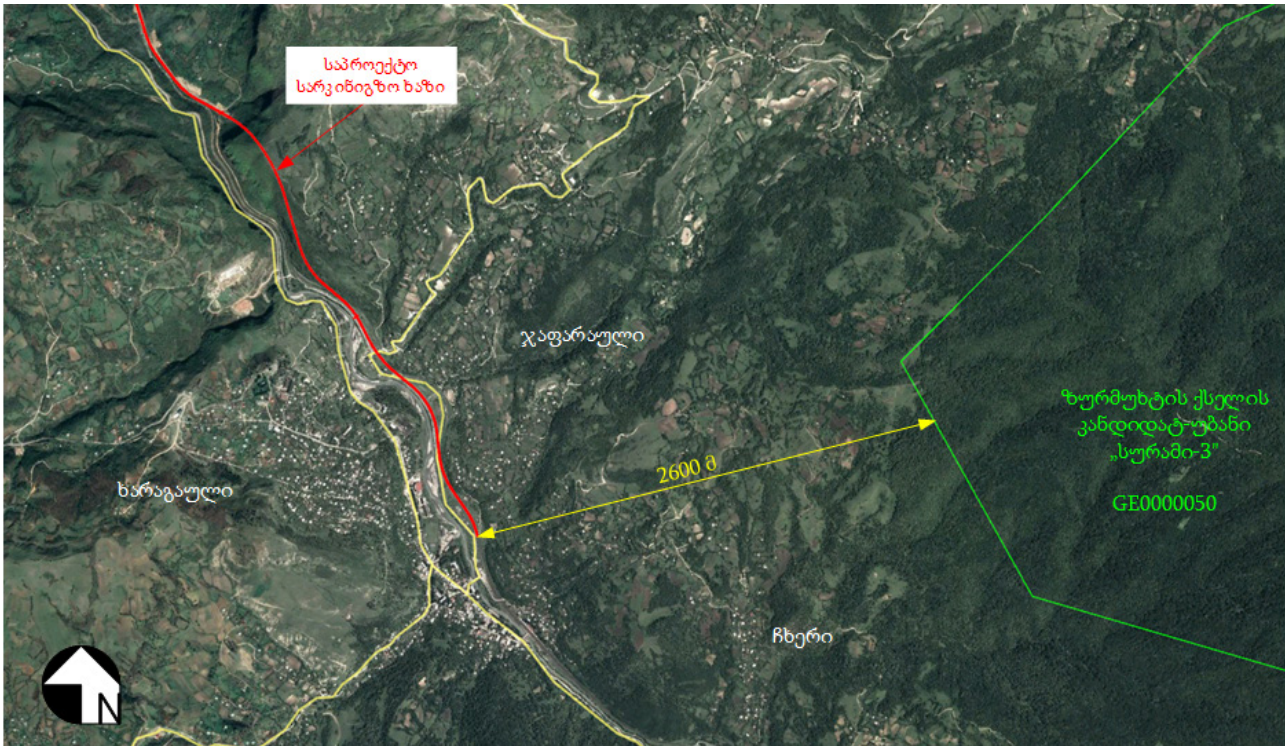 საპროექტო
სარკინიგზო ხაზი
ჯაფარაული
ზურმუხტის ქსელის
კანდიდატ-უბანი
„სურამი-3"
GE0000050
2600 მ
ხარაგაული
ჩხერი
N